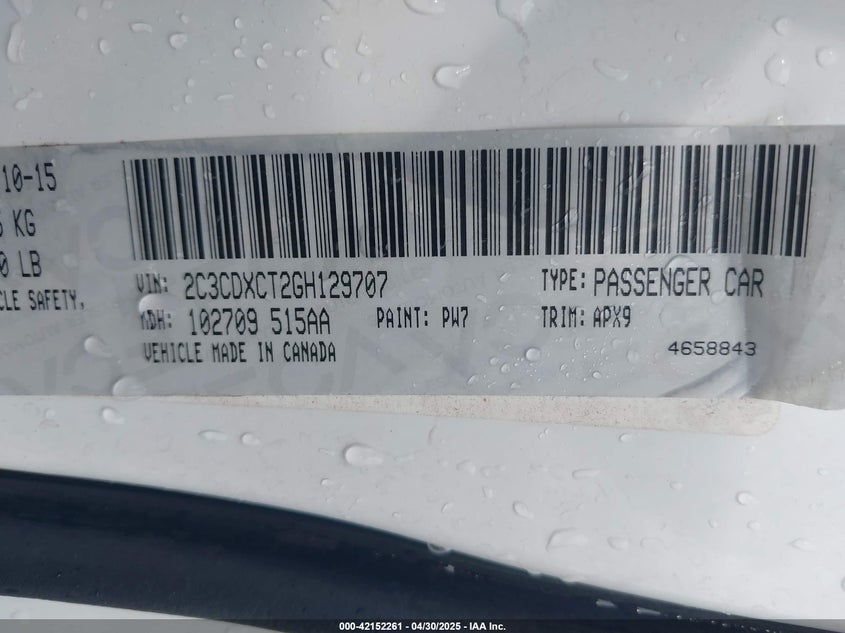 10-15
KG
0 LB
CLE SAFETY,
VIN: 2C3CDXCT2GH129707 TYPE: PASSENGER CAR
MDH: 102709 515AA PAINT: PW7 TRIM: APX9
VEHICLE MADE IN CANADA 4658843
000-42152261 - 04/30/2025 - IAA Inc.